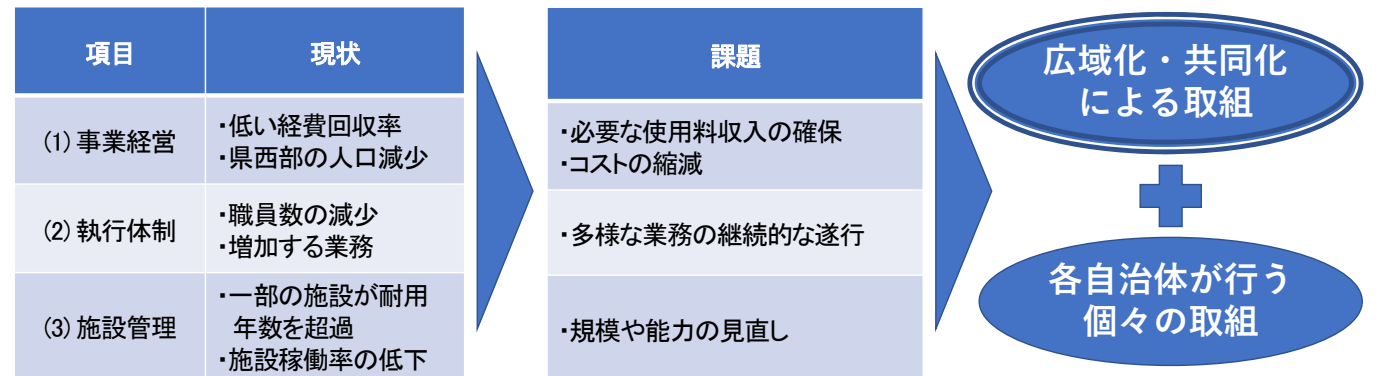 項目
現状
(1) 事業経営
・低い経費回収率
・県西部の人口減少
(2) 執行体制
・職員数の減少
・増加する業務
(3) 施設管理
・一部の施設が耐用
年数を超過
・施設稼働率の低下
課題
・必要な使用料収入の確保
・コストの縮減
・多様な業務の継続的な遂行
・規模や能力の見直し
広域化・共同化
による取組
各自治体が行う
個々の取組